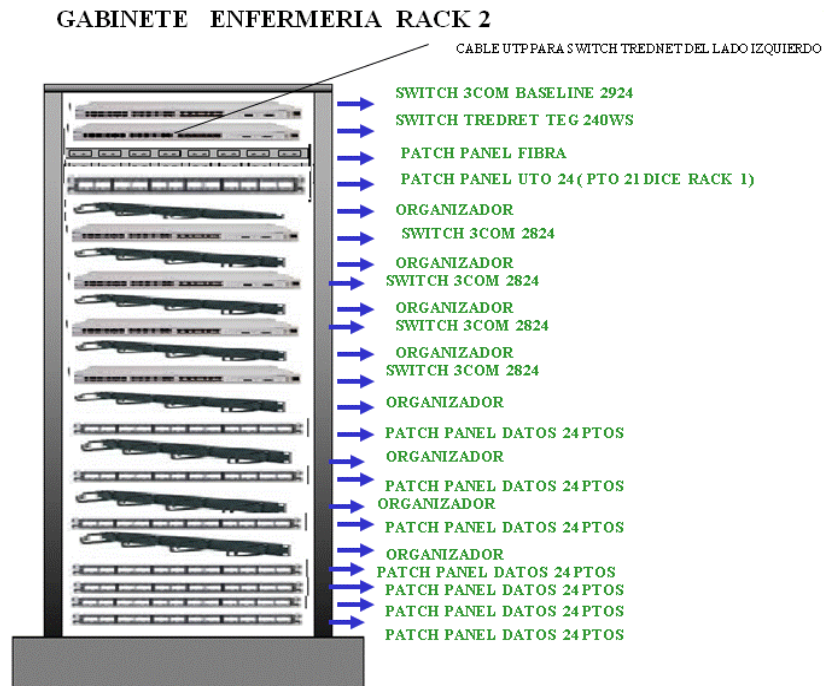 GABINETE ENFERMERIA RACK 2
CABLE UTP PARA SWITCH TREDNET DEL LADO IZQUIERDO
SWITCH 3COM BASELINE 2924
SWITCH TREDRET TEG 240WS
PATCH PANEL FIBRA
PATCH PANEL UTO 24 ( PTO 21 DICE RACK 1)
ORGANIZADOR
SWITCH 3COM 2824
ORGANIZADOR
SWITCH 3COM 2824
ORGANIZADOR
SWITCH 3COM 2824
ORGANIZADOR
SWITCH 3COM 2824
ORGANIZADOR
PATCH PANEL DATOS 24 PTOS
ORGANIZADOR
PATCH PANEL DATOS 24 PTOS
ORGANIZADOR
PATCH PANEL DATOS 24 PTOS
ORGANIZADOR
PATCH PANEL DATOS 24 PTOS
PATCH PANEL DATOS 24 PTOS
PATCH PANEL DATOS 24 PTOS
PATCH PANEL DATOS 24 PTOS